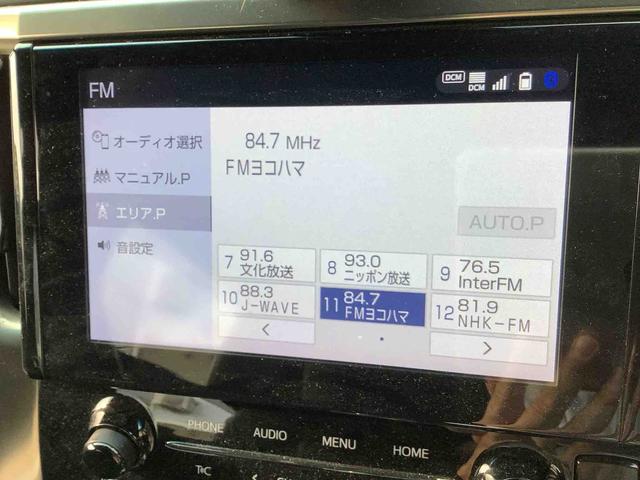 FM
DCM
DCM
オーディオ選択
マニュアル.P
エリア.P
音設定
84.7 MHz
FMヨコハマ
AUTO.P
7 91.6 文化放送
8 93.0 ニッポン放送
9 76.5 InterFM
10 88.3 J-WAVE
11 84.7 FMヨコハマ
12 81.9 NHK-FM
<
>
PHONE
AUDIO
MENU
HOME